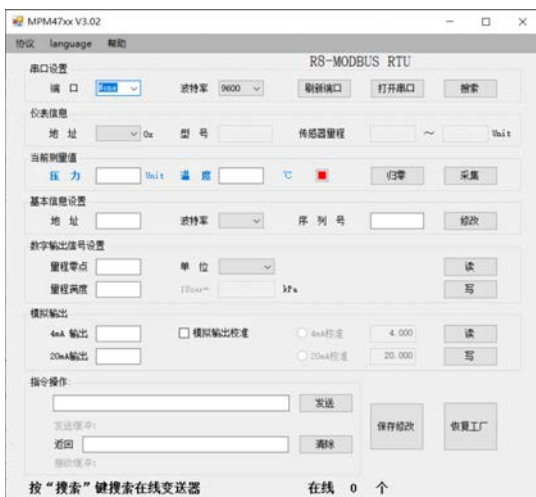 MPM47xx V3.02
协议 language 帮助
RS-MODBUS RTU
串口设置
端 口 None 波特率 9600 刷新端口 打开串口 搜索
仪表信息
地 址 0x 型 号 传感器量程 ～ Unit
当前测量值
压 力 Unit 温 度 ℃ 归零 采集
基本信息设置
地 址 波特率 序 列 号 修改
数字输出信号设置
量程零点 单 位 读
量程满度 1User= kPa 写
模拟输出
4mA 输出 模拟输出校准 4mA校准 4.000 读
20mA输出 20mA校准 20.000 写
指令操作:
发送
发送缓冲: 保存修改 恢复工厂
返回 清除
接收缓冲:
按“搜索”键搜索在线变送器 在线 0 个